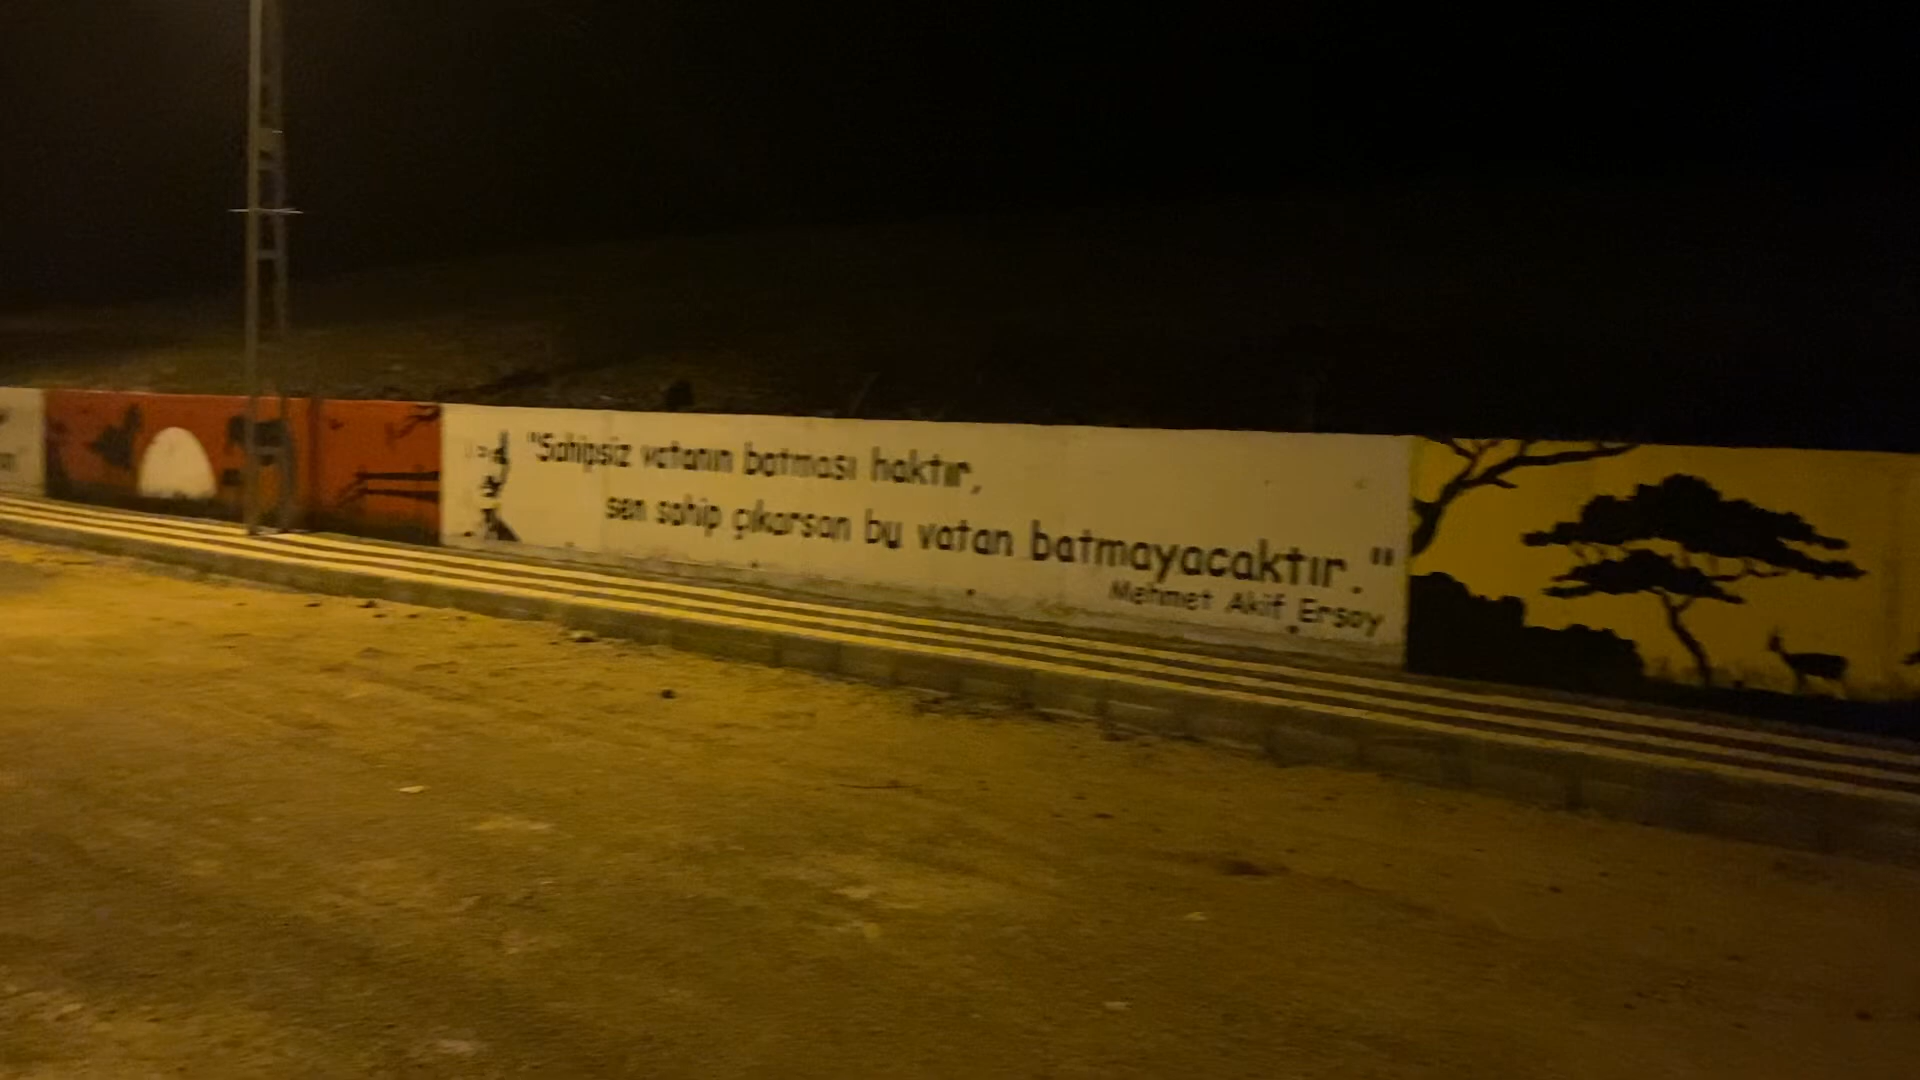 "Sahipsiz vatanın batması haktır,
sen sahip çıkarsan bu vatan batmayacaktır."
Mehmet Akif Ersoy